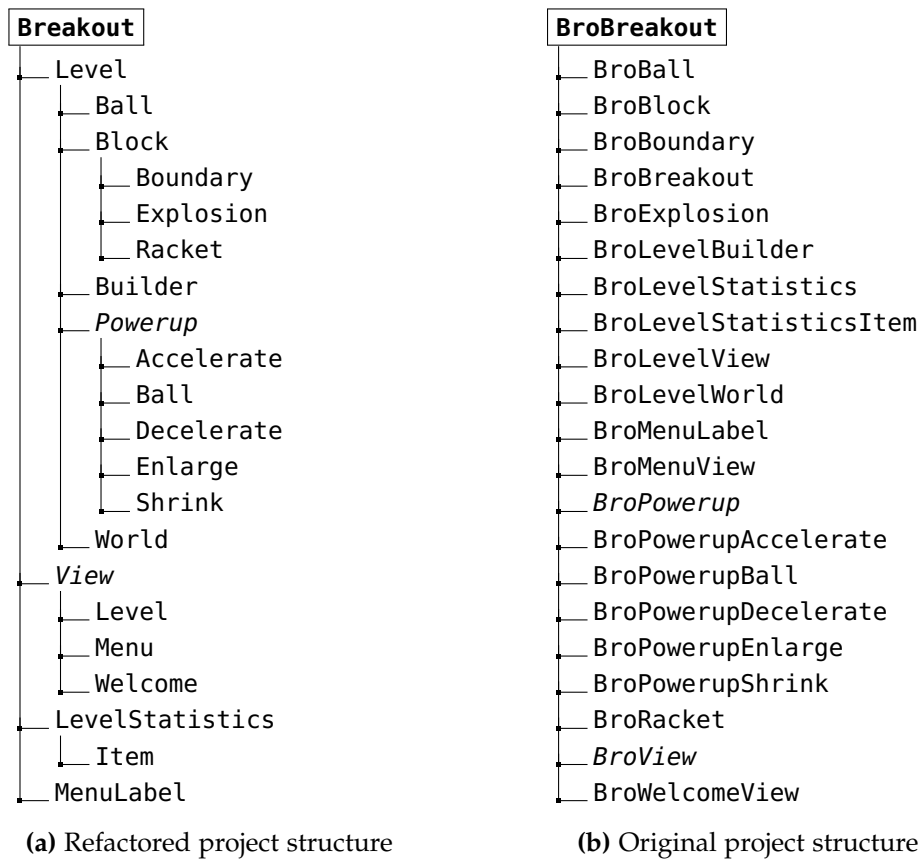 Breakout
Level
Ball
Block
Boundary
Explosion
Racket
Builder
Powerup
Accelerate
Ball
Decelerate
Enlarge
Shrink
World
View
Level
Menu
Welcome
LevelStatistics
Item
MenuLabel
(a) Refactored project structure
BroBreakout
BroBall
BroBlock
BroBoundary
BroBreakout
BroExplosion
BroLevelBuilder
BroLevelStatistics
BroLevelStatisticsItem
BroLevelView
BroLevelWorld
BroMenuLabel
BroMenuView
BroPowerup
BroPowerupAccelerate
BroPowerupBall
BroPowerupDecelerate
BroPowerupEnlarge
BroPowerupShrink
BroRacket
BroView
BroWelcomeView
(b) Original project structure